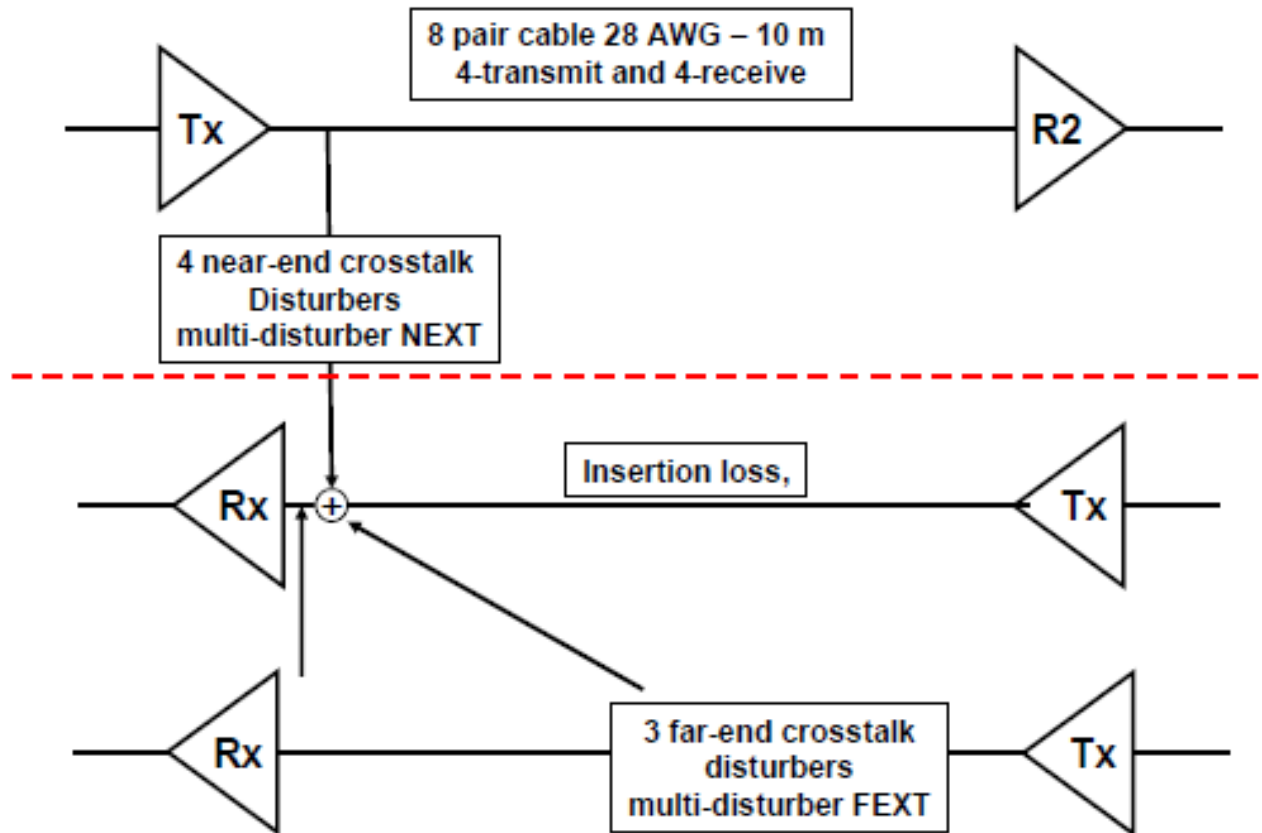 8 pair cable 28 AWG – 10 m
4-transmit and 4-receive
Tx
R2
4 near-end crosstalk
Disturbers
multi-disturber NEXT
Rx
+
Insertion loss,
Tx
Rx
3 far-end crosstalk
disturbers
multi-disturber FEXT
Tx